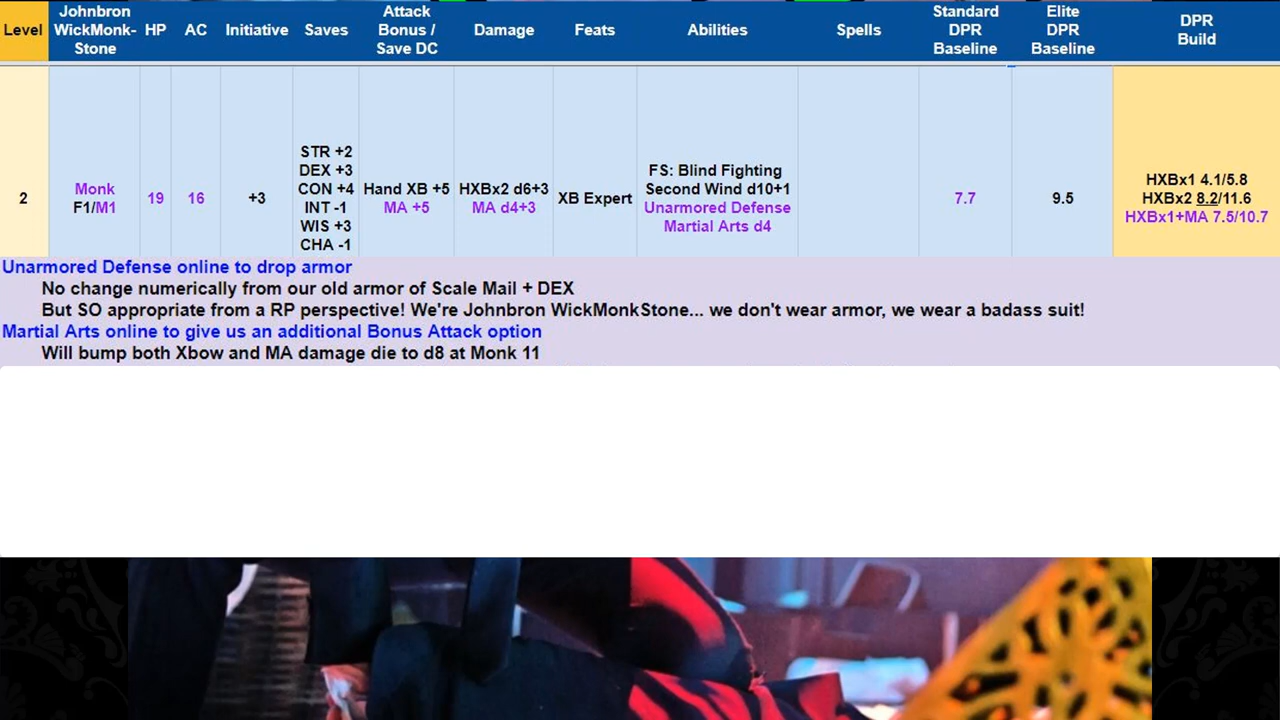 Level
Johnbron
WickMonk-
Stone
HP
AC
Initiative
Saves
Attack
Bonus /
Save DC
Damage
Feats
Abilities
Spells
Standard
DPR
Baseline
Elite
DPR
Baseline
DPR
Build
2
Monk
F1/M1
19
16
+3
STR +2
DEX +3
CON +4
INT -1
WIS +3
CHA -1
Hand XB +5
MA +5
HXBx2 d6+3
MA d4+3
XB Expert
FS: Blind Fighting
Second Wind d10+1
Unarmored Defense
Martial Arts d4
7.7
9.5
HXBx1 4.1/5.8
HXBx2 8.2/11.6
HXBx1+MA 7.5/10.7
Unarmored Defense online to drop armor
No change numerically from our old armor of Scale Mail + DEX
But SO appropriate from a RP perspective! We're Johnbron WickMonkStone... we don't wear armor, we wear a badass suit!
Martial Arts online to give us an additional Bonus Attack option
Will bump both Xbow and MA damage die to d8 at Monk 11